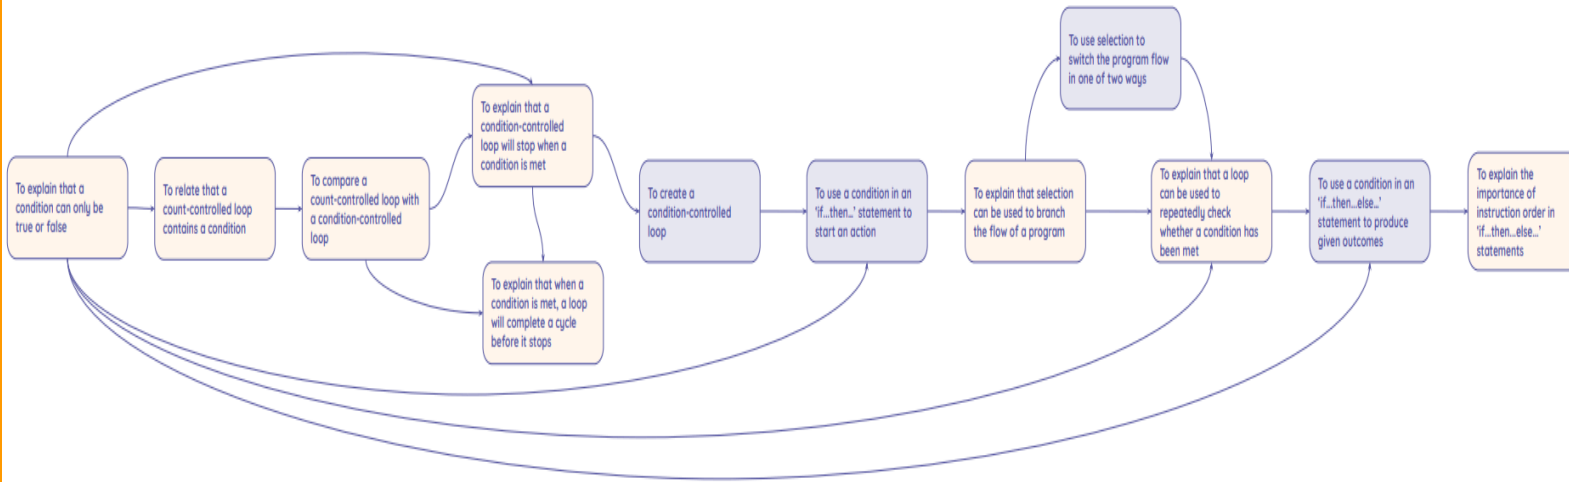 To explain that a
condition can only be
true or false
To relate that a
count-controlled loop
contains a condition
To compare a
count-controlled loop with
a condition-controlled
loop
To explain that a
condition-controlled
loop will stop when a
condition is met
To explain that when a
condition is met, a loop
will complete a cycle
before it stops
To create a
condition-controlled
loop
To use a condition in an
'if...then...' statement to
start an action
To explain that selection
can be used to branch
the flow of a program
To use selection to
switch the program flow
in one of two ways
To explain that a loop
can be used to
repeatedly check
whether a condition has
been met
To use a condition in an
'if...then...else...'
statement to produce
given outcomes
To explain the
importance of
instruction order in
'if...then...else...'
statements